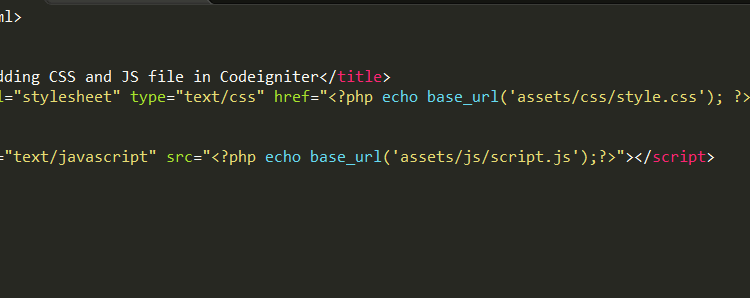 ml>
dding CSS and JS file in Codeigniter</title>
l="stylesheet" type="text/css" href="<?php echo base_url('assets/css/style.css'); ?>
="text/javascript" src="<?php echo base_url('assets/js/script.js');?>"></script>